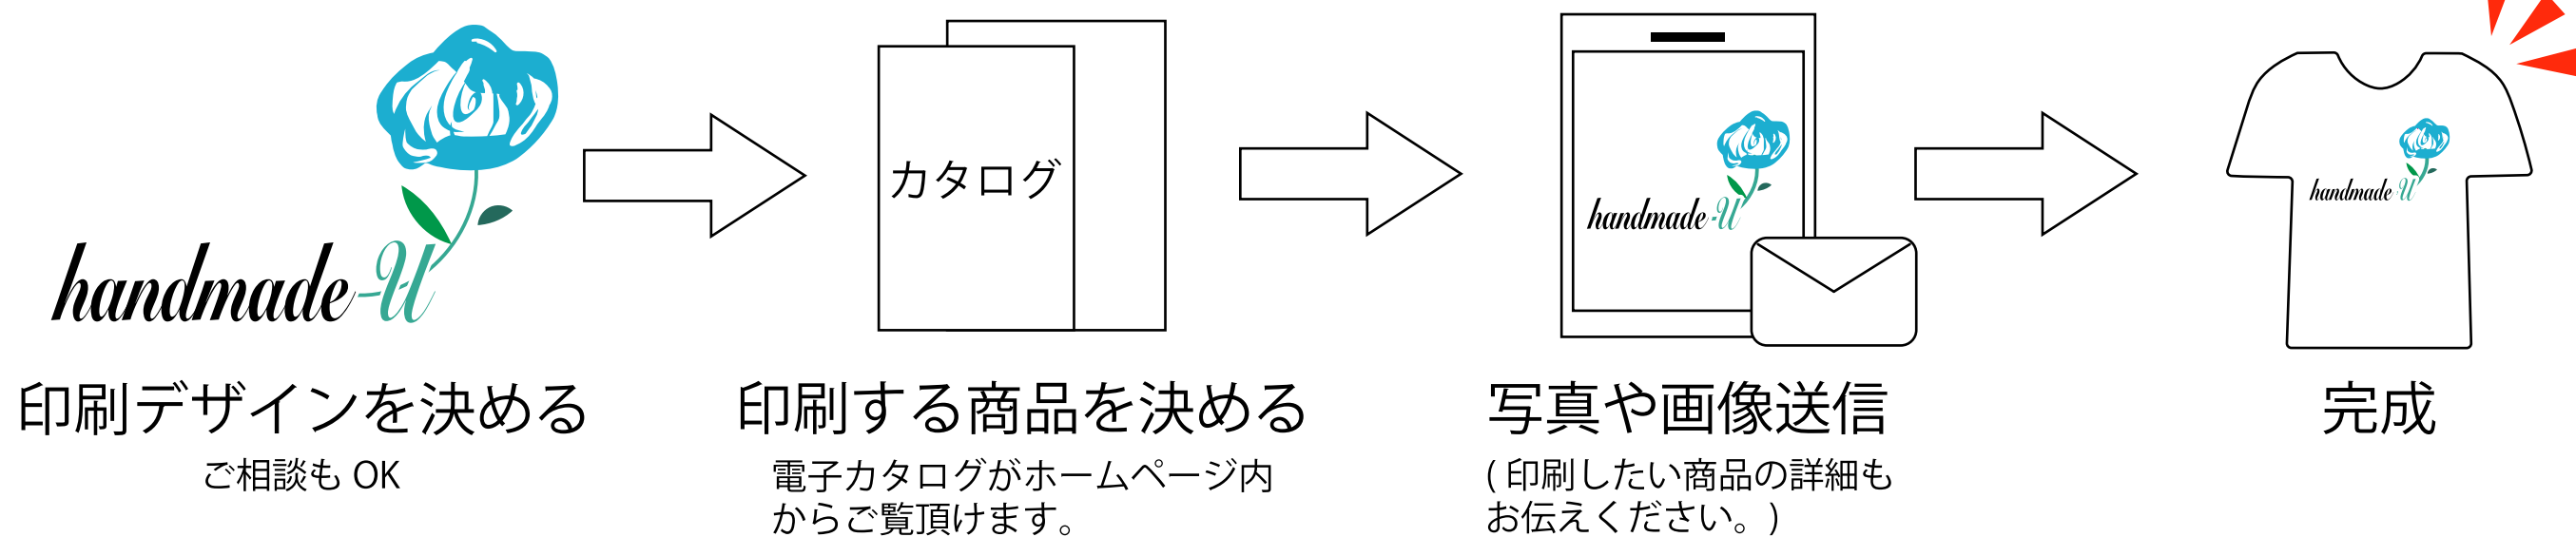 handmade-U
カタログ
handmade-U
handmade-U
印刷デザインを決める
ご相談も OK
印刷する商品を決める
電子カタログがホームページ内
からご覧頂けます。
写真や画像送信
( 印刷したい商品の詳細も
お伝えください。)
完成